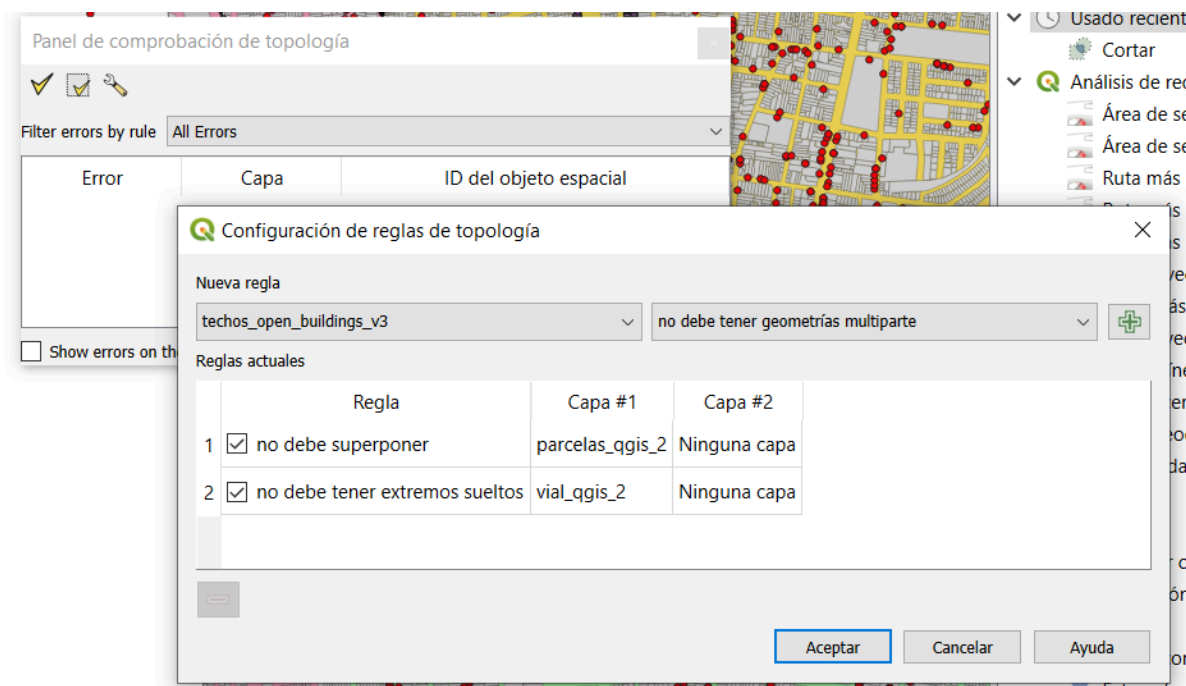 Panel de comprobación de topología
Filter errors by rule All Errors
Error Capa ID del objeto espacial
Show errors on th
Configuración de reglas de topología
Nueva regla
techos_open_buildings_v3 no debe tener geometrías multiparte
Reglas actuales
Regla Capa #1 Capa #2
1 no debe superponer parcelas_qgis_2 Ninguna capa
2 no debe tener extremos sueltos vial_qgis_2 Ninguna capa
Aceptar Cancelar Ayuda
Usado recient
Cortar
Análisis de red
Área de se
Área de se
Ruta más